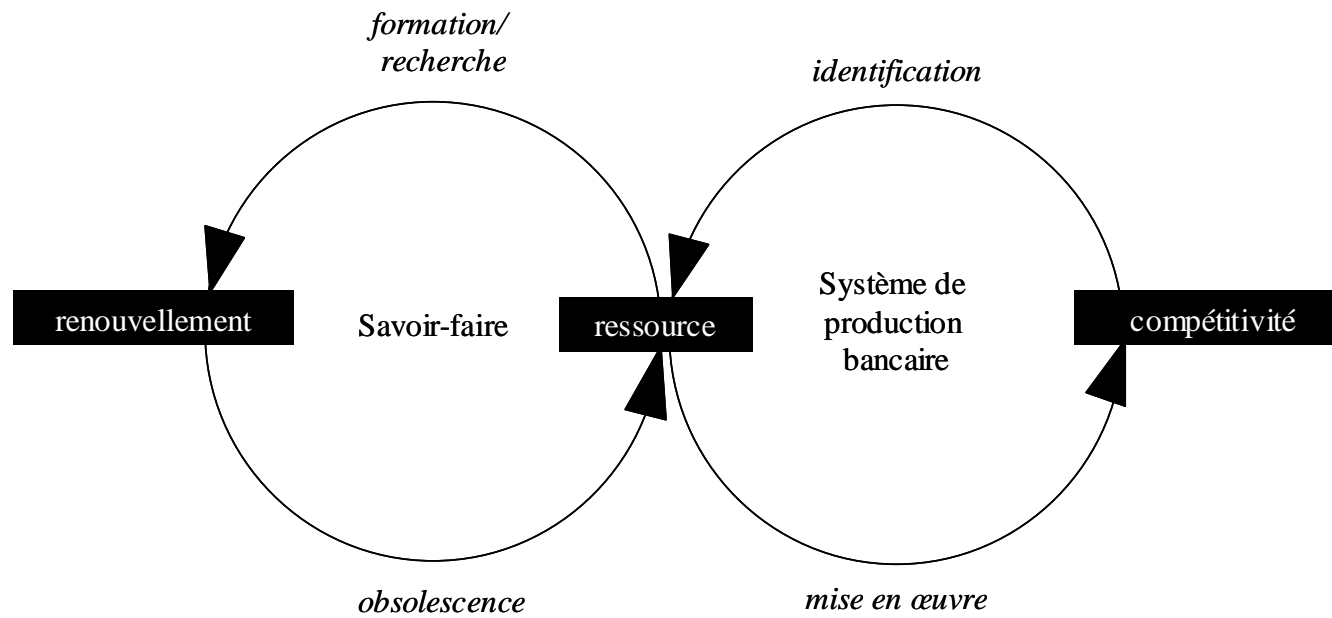 formation/
recherche
identification
renouvellement
Savoir-faire
ressource
Système de
production
bancaire
compétitivité
obsolescence
mise en œuvre